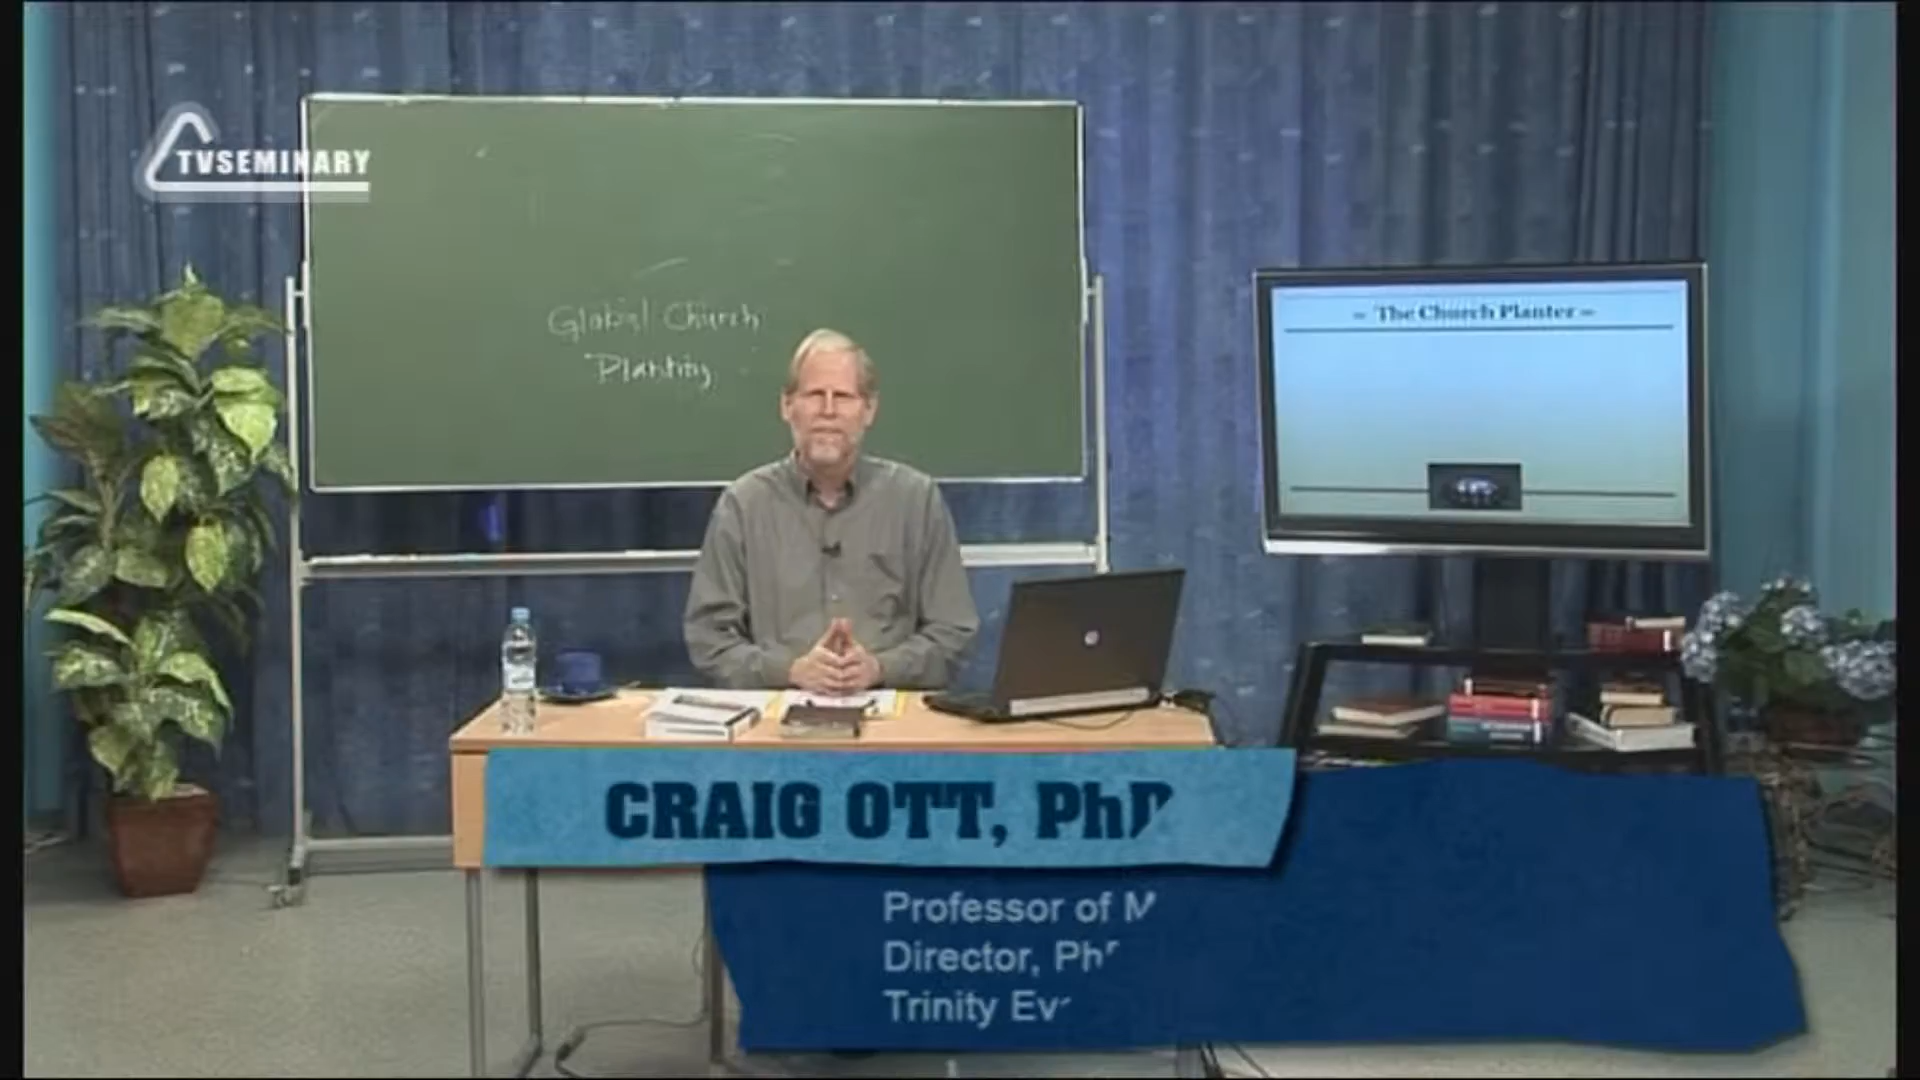 TVSEMINARY
Global Church
Planting
The Church Planter
CRAIG OTT, PhD
Professor of M
Director, Ph
Trinity Ev